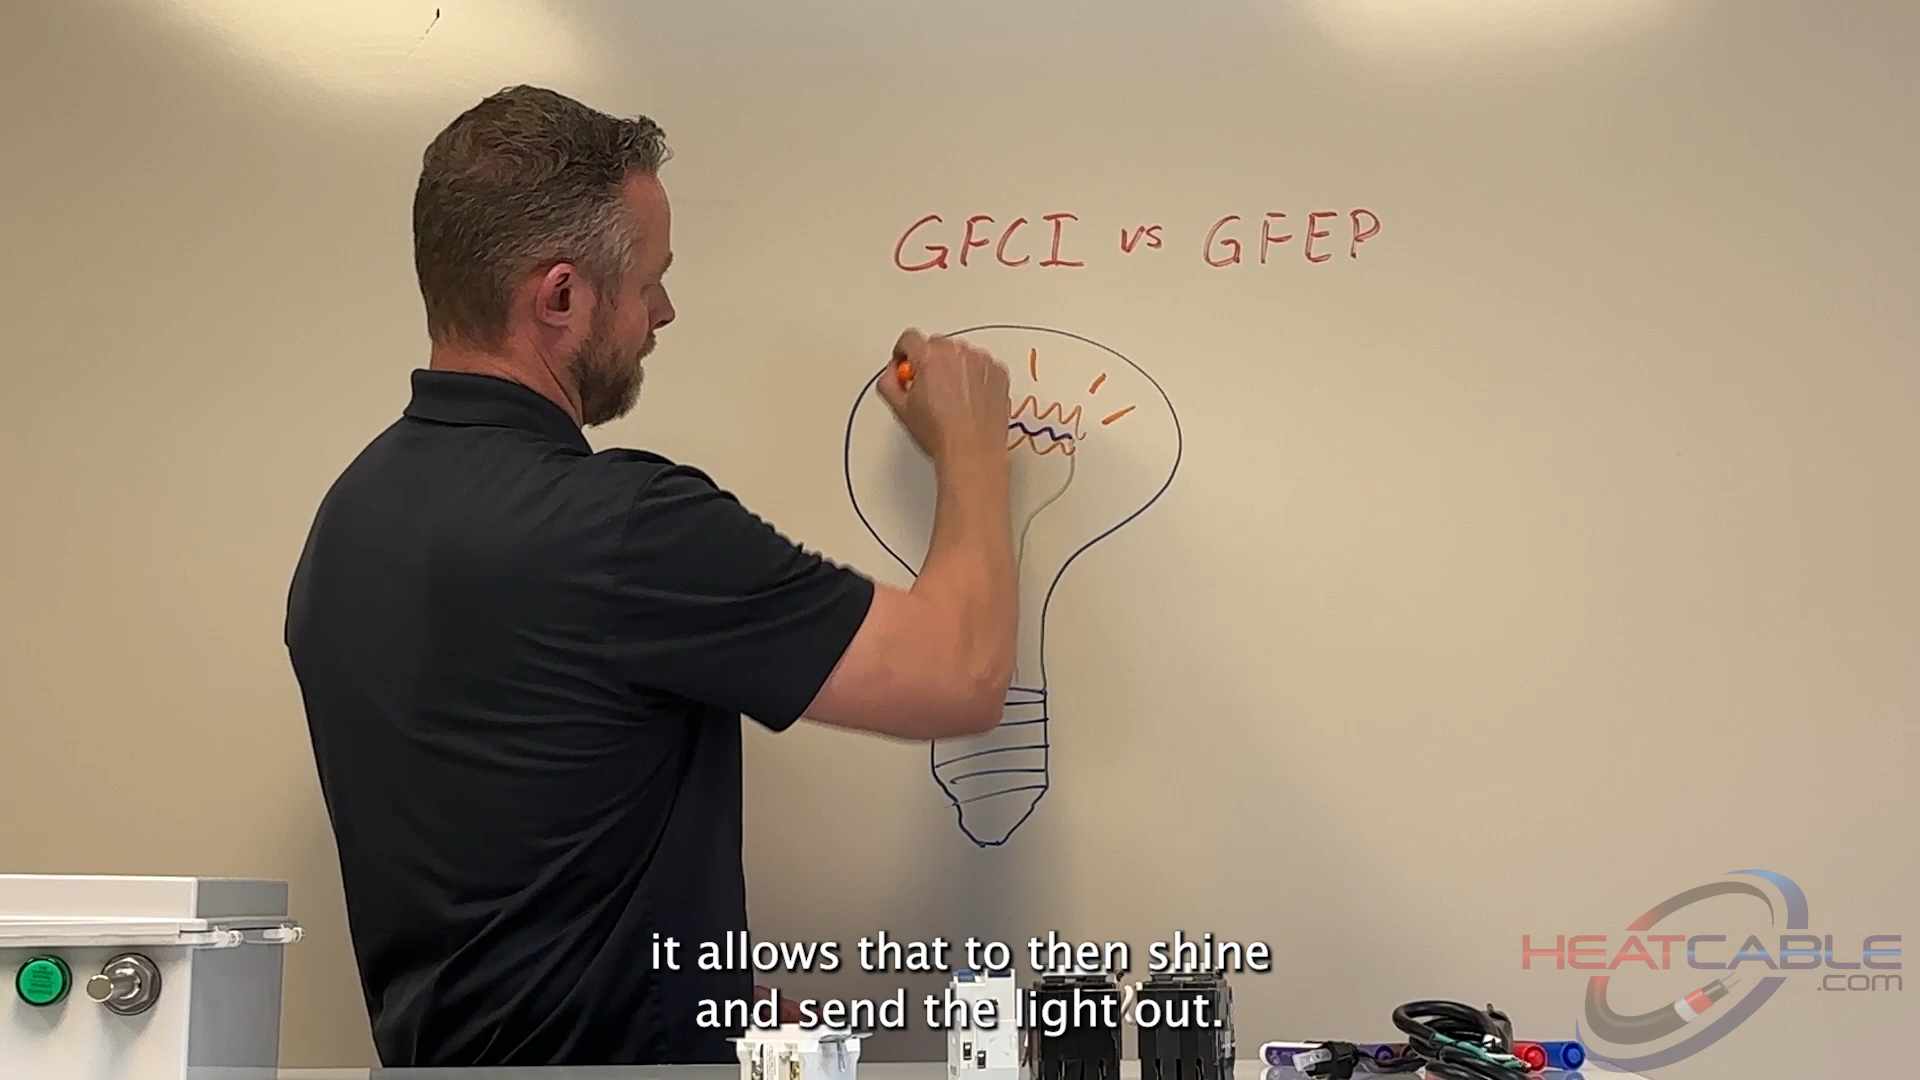 GFCI vs GFEP
it allows that to then shine
and send the light out.
HEATCABLE
.COM